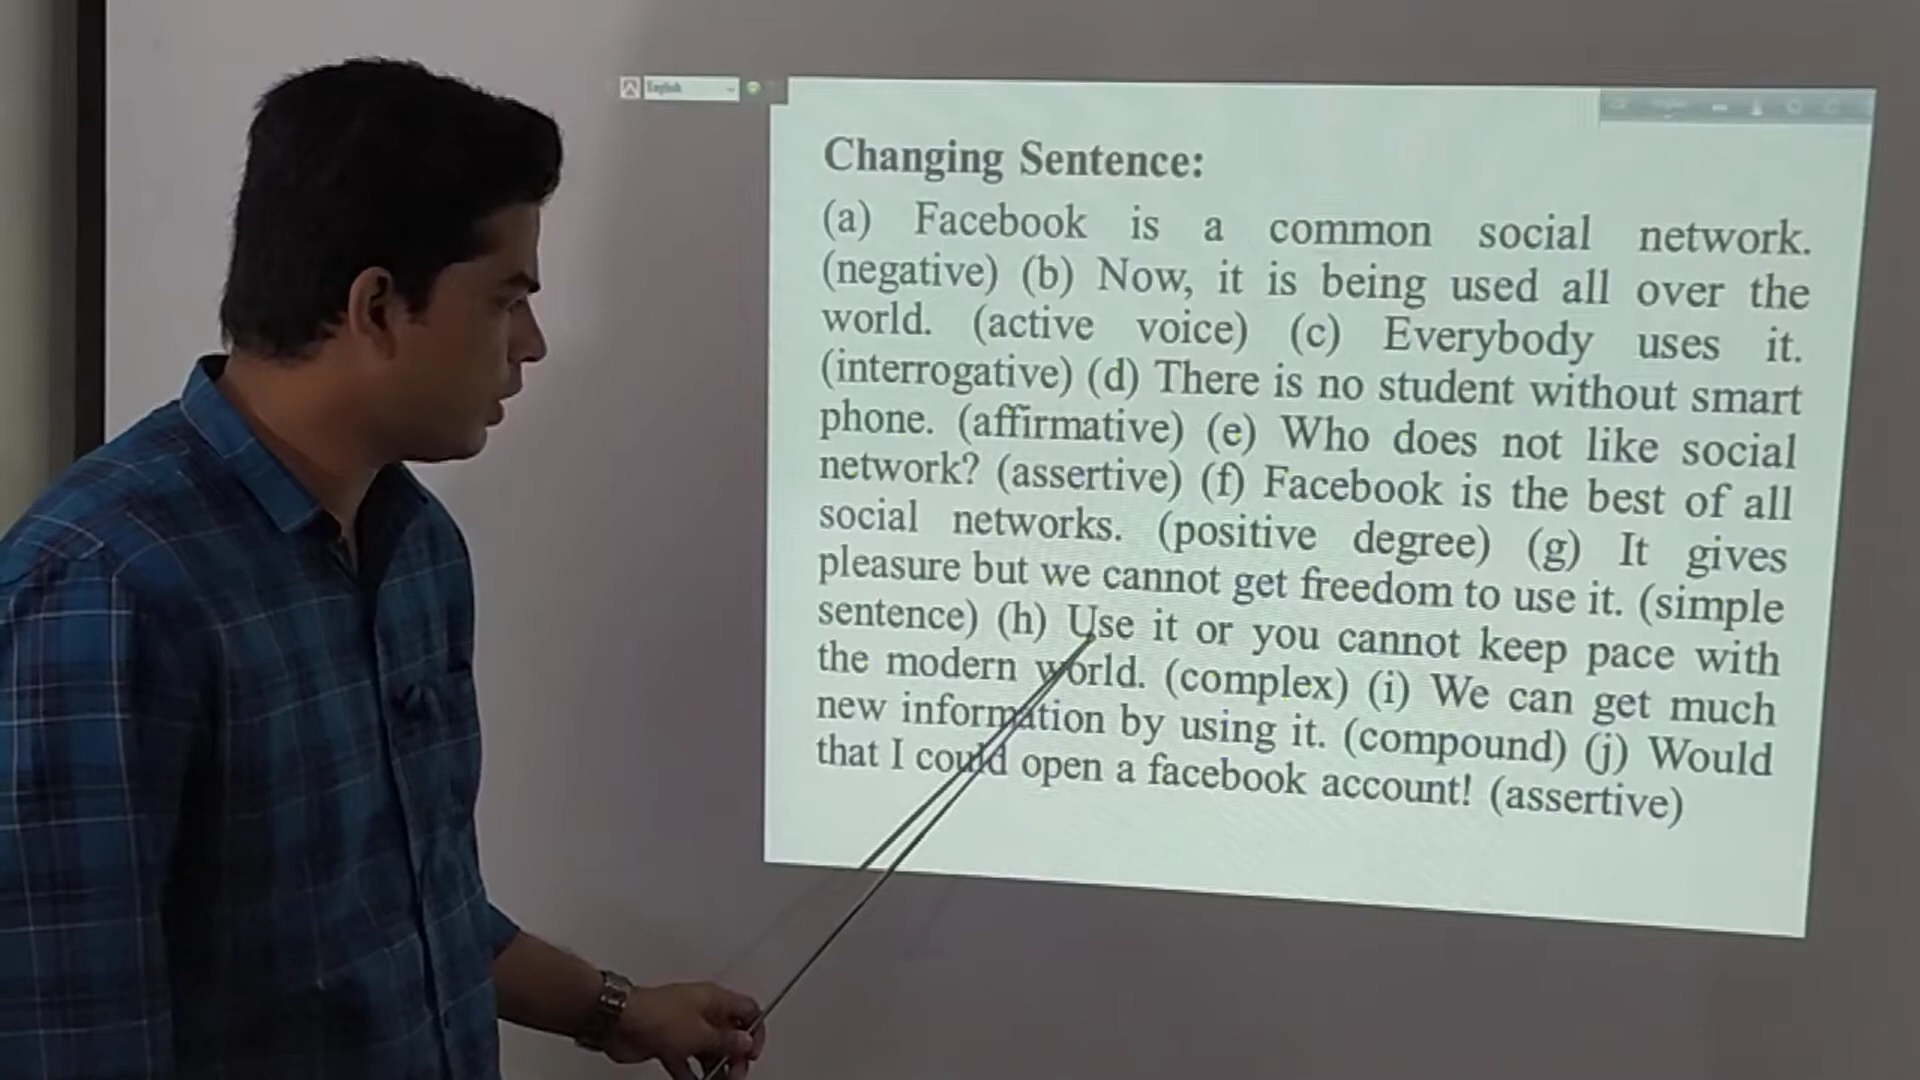 English
Changing Sentence:
(a) Facebook is a common social network.
(negative) (b) Now, it is being used all over the
world. (active voice) (c) Everybody uses it.
(interrogative) (d) There is no student without smart
phone. (affirmative) (e) Who does not like social
network? (assertive) (f) Facebook is the best of all
social networks. (positive degree) (g) It gives
pleasure but we cannot get freedom to use it. (simple
sentence) (h) Use it or you cannot keep pace with
the modern world. (complex) (i) We can get much
new information by using it. (compound) (j) Would
that I could open a facebook account! (assertive)